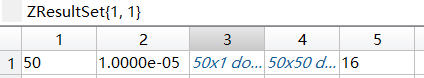 ZResultSet{1, 1}
1 2 3 4 5
1 50 1.0000e-05 50x1 do... 50x50 d... 16